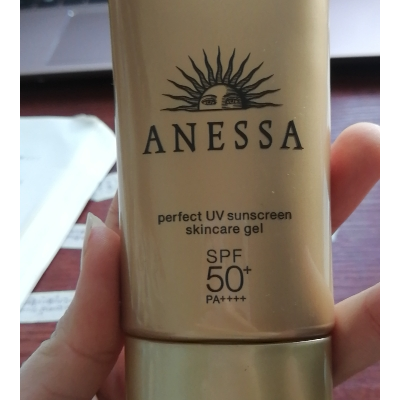 ANESSA
perfect UV sunscreen
skincare gel
SPF
50+
PA++++